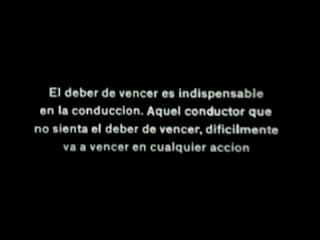 El deber de vencer es indispensable
en la conduccion. Aquel conductor que
no sienta el deber de vencer, dificilmente
va a vencer en cualquier accion